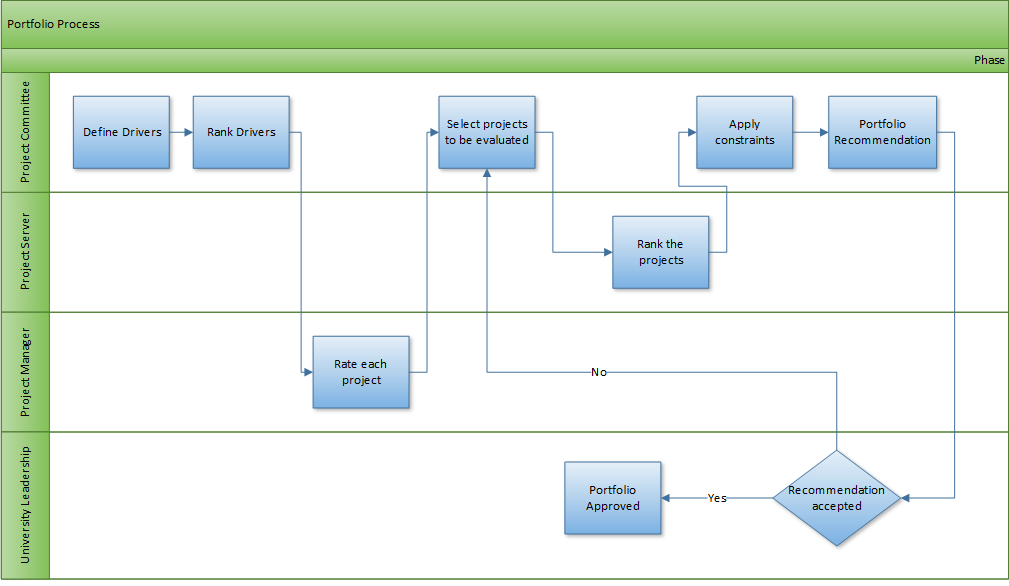 Portfolio Process
Phase
Project Committee
Define Drivers
Rank Drivers
Select projects
to be evaluated
Apply
constraints
Portfolio
Recommendation
Project Server
Rank the
projects
Project Manager
Rate each
project
No
University Leadership
Portfolio
Approved
Yes
Recommendation
accepted